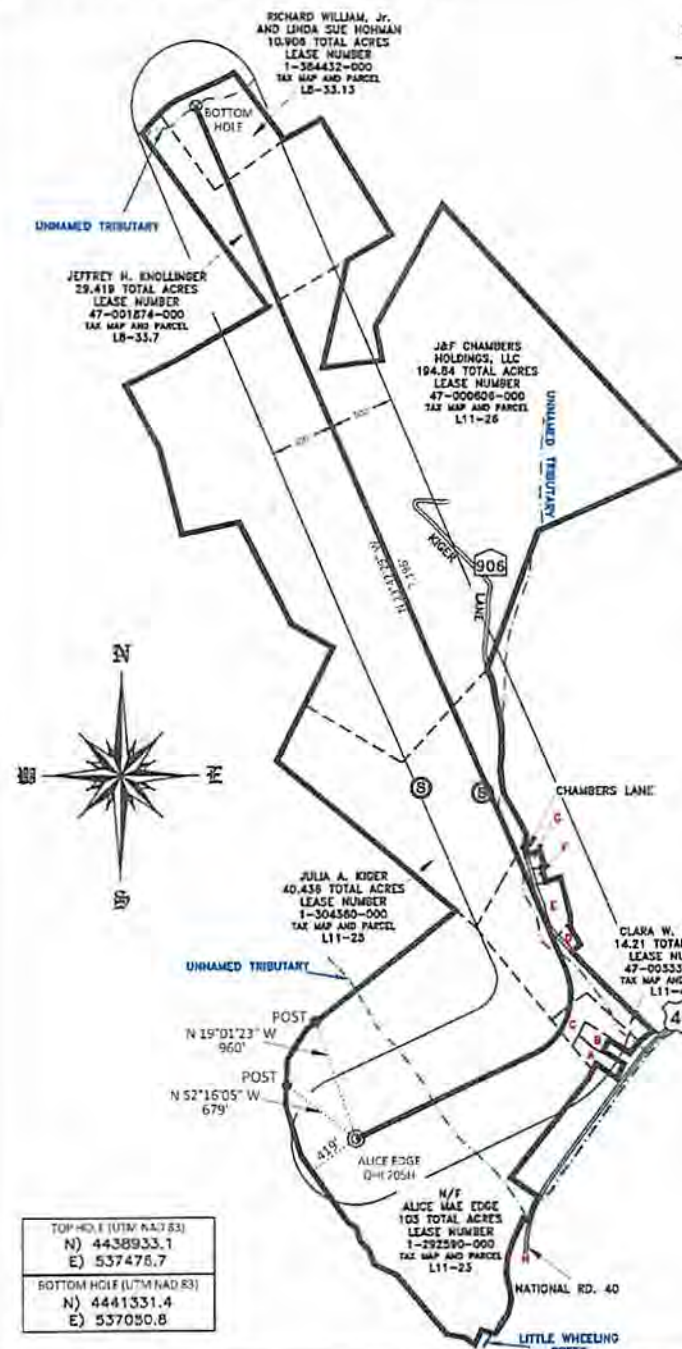 RICHARD WILLIAM, Jr.
AND LINDA SUE HOHMAN
10.908 TOTAL ACRES
LEASE NUMBER
1-384432-000
TAX MAP AND PARCEL
L8-33.13
BOTTOM
HOLE
UNNAMED TRIBUTARY
JEFFREY H. KNOLLINGER
29.419 TOTAL ACRES
LEASE NUMBER
47-001874-000
TAX MAP AND PARCEL
L8-33.7
J&F CHAMBERS
HOLDINGS, LLC
194.84 TOTAL ACRES
LEASE NUMBER
47-000606-000
TAX MAP AND PARCEL
L11-26
UNNAMED TRIBUTARY
KIGER
906
LANE
7,196'
N
W
E
S
S
S
CHAMBERS LANE
G
F
E
D
JULIA A. KIGER
40.436 TOTAL ACRES
LEASE NUMBER
1-304360-000
TAX MAP AND PARCEL
L11-25
CLARA W.
14.21 TOTAL
LEASE NU
47-00333
TAX MAP AND
L11-
4
UNNAMED TRIBUTARY
POST
N 19°01'23" W
960'
POST
N 52°16'05" W
679'
C
B
A
419'
ALICE EDGE
N/F
ALICE MAE EDGE
103 TOTAL ACRES
LEASE NUMBER
1-292590-000
TAX MAP AND PARCEL
L11-23
H
NATIONAL RD. 40
TOP HOLE (UTM NAD 83)
N) 4438933.1
E) 537476.7
BOTTOM HOLE (UTM NAD 83)
N) 4441331.4
E) 537050.8
LITTLE WHEELING